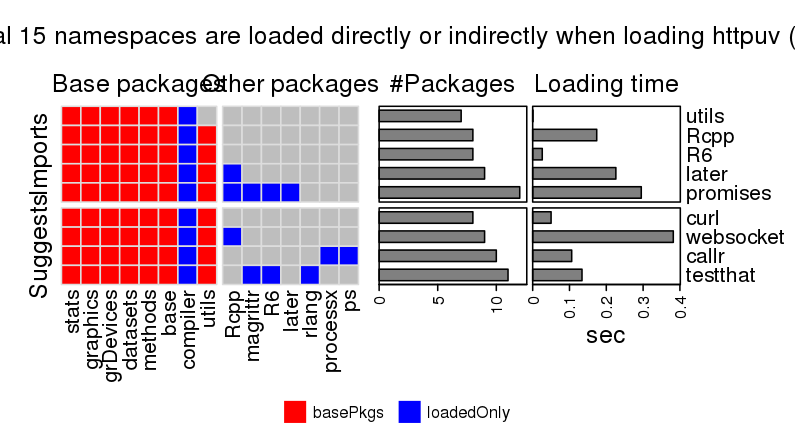 al 15 namespaces are loaded directly or indirectly when loading httpuv (
Base packages
Other packages
#Packages
Loading time
Imports
Suggests
utils
Rcpp
R6
later
promises
curl
websocket
callr
testthat
stats
graphics
grDevices
datasets
methods
base
compiler
utils
Rcpp
magrittr
R6
later
rlang
processx
ps
0
5
10
0
0.1
0.2
0.3
0.4
sec
basePkgs
loadedOnly